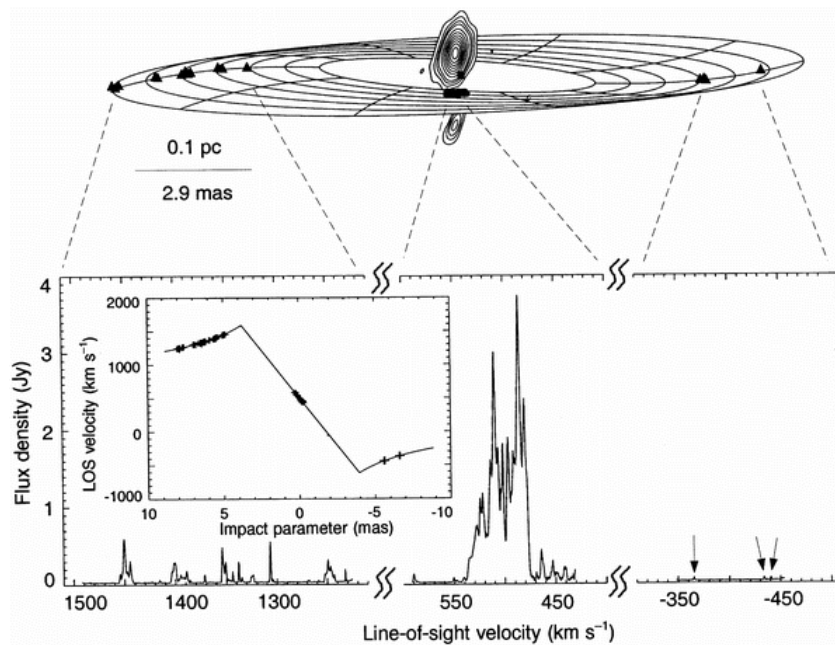 0.1 pc
2.9 mas
4
3
2
1
0
Flux density (Jy)
2000
1000
0
-1000
LOS velocity (km s⁻¹)
10 5 0 -5 -10
Impact parameter (mas)
1500 1400 1300 550 450 -350 -450
Line-of-sight velocity (km s⁻¹)